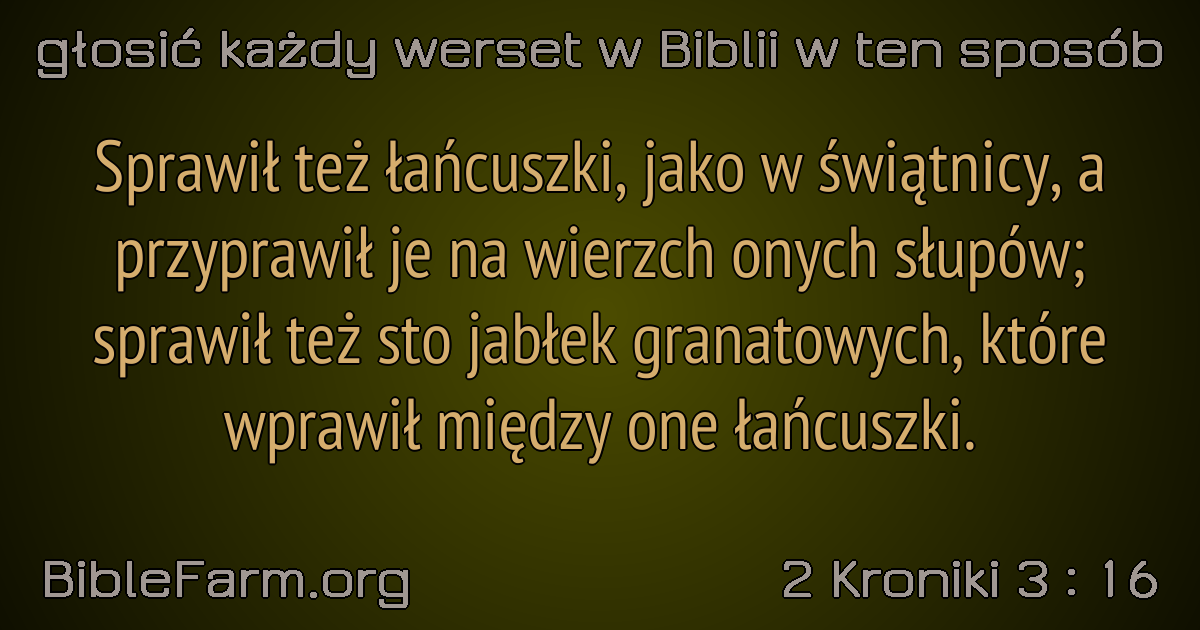 głosić każdy werset w Biblii w ten sposób
Sprawił też łańcuszki, jako w świątnicy, a
przyprawił je na wierzch onych słupów;
sprawił też sto jabłek granatowych, które
wprawił między one łańcuszki.
BibleFarm.org
2 Kroniki 3 : 16